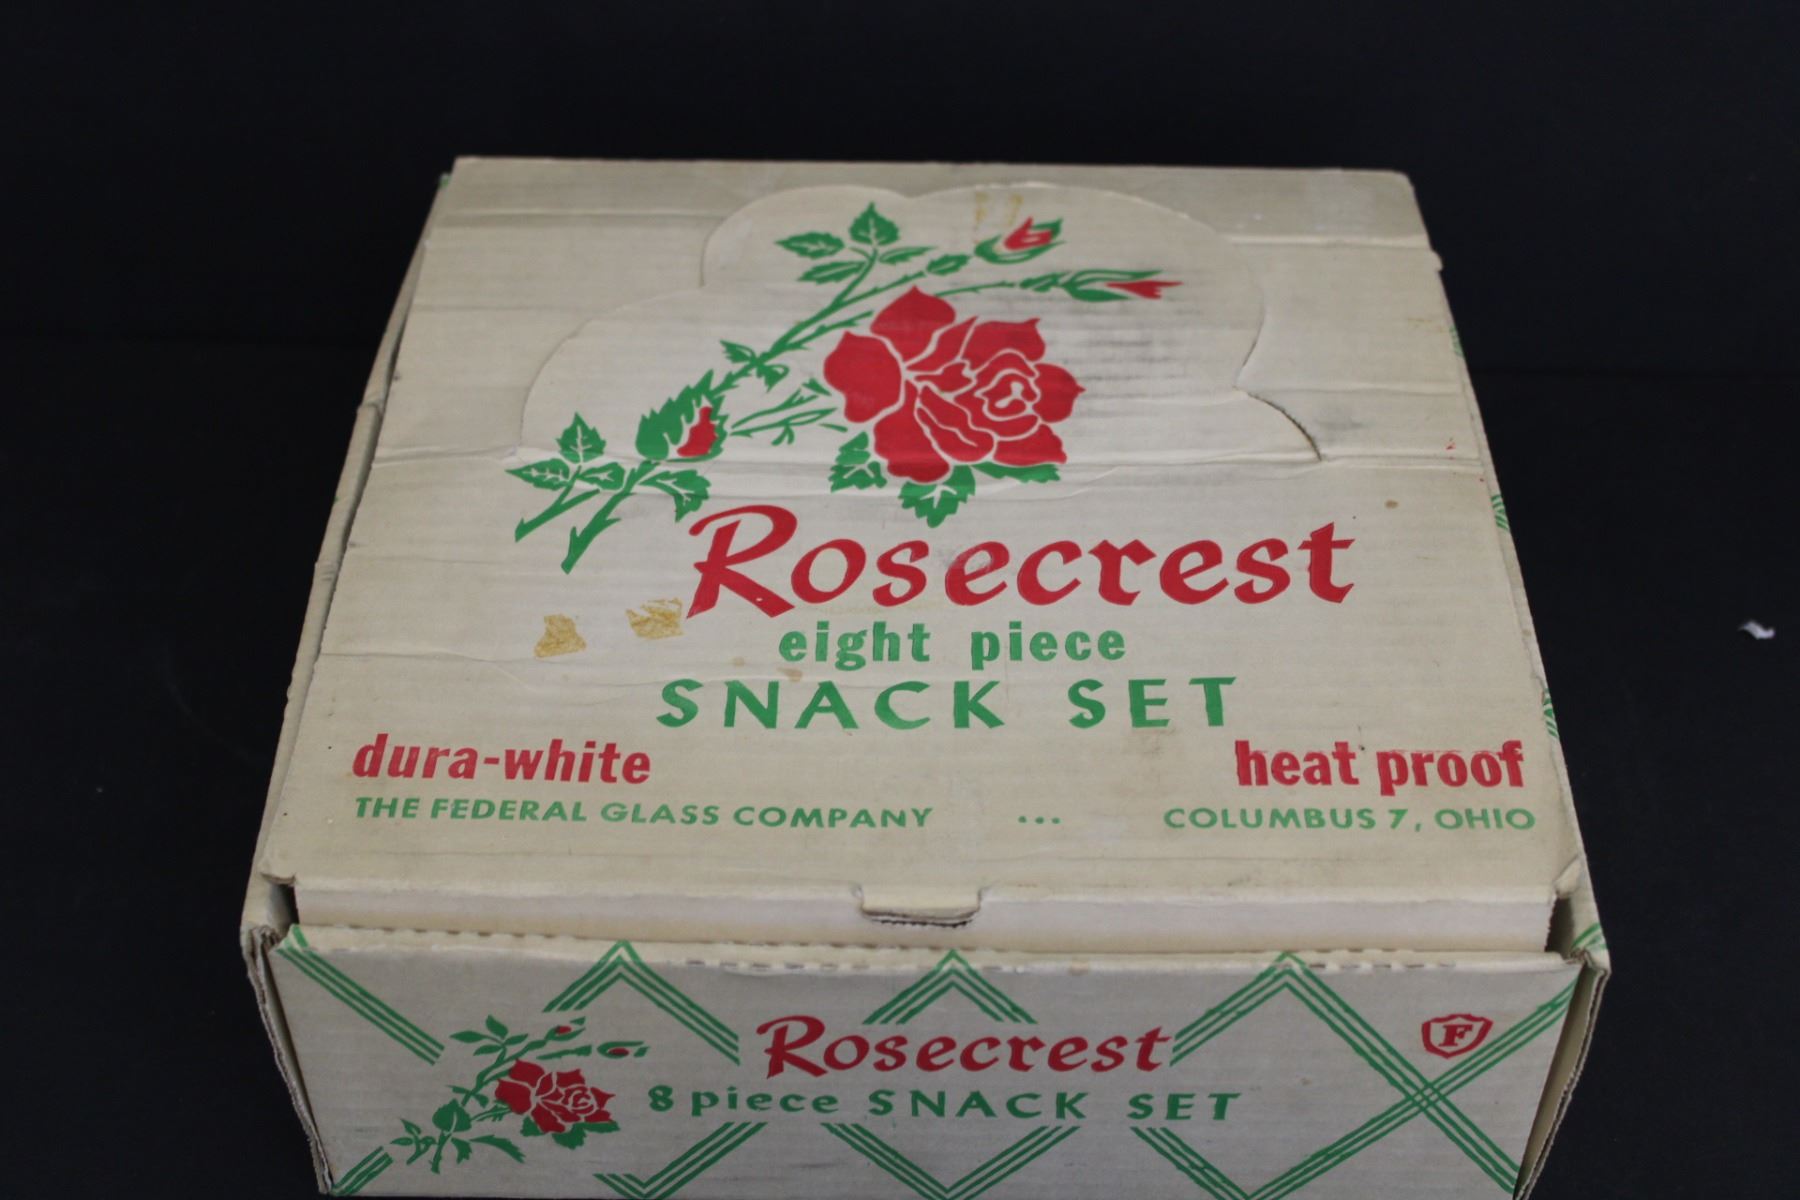 Rosecrest
eight piece
SNACK SET
dura-white heat proof
THE FEDERAL GLASS COMPANY ... COLUMBUS 7, OHIO
Rosecrest
F
8 piece SNACK SET